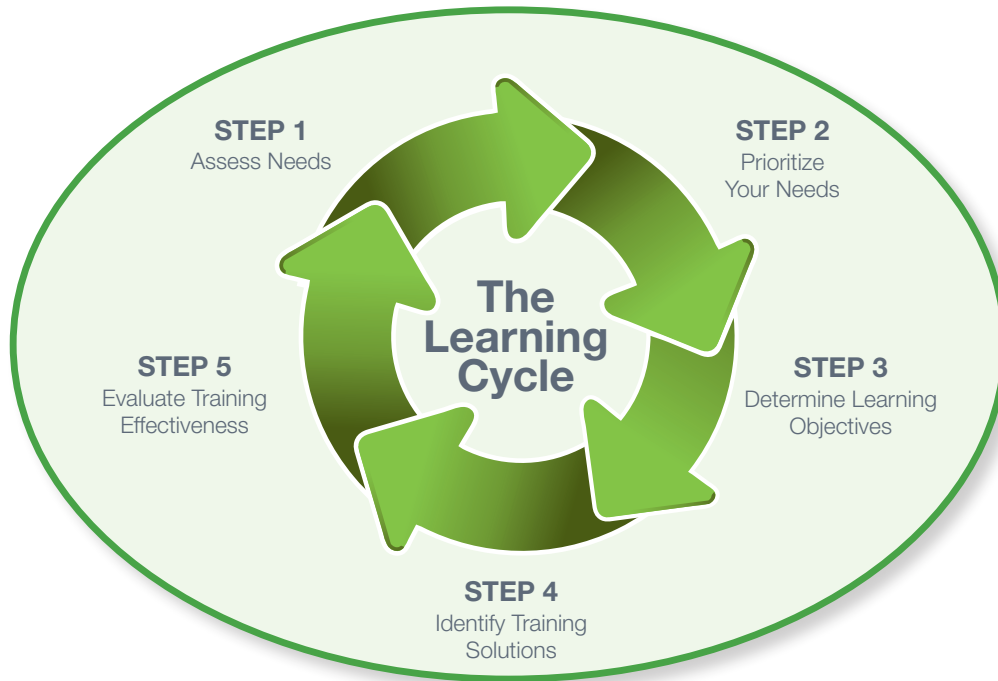 The
Learning
Cycle
STEP 1
Assess Needs
STEP 2
Prioritize
Your Needs
STEP 3
Determine Learning
Objectives
STEP 4
Identify Training
Solutions
STEP 5
Evaluate Training
Effectiveness